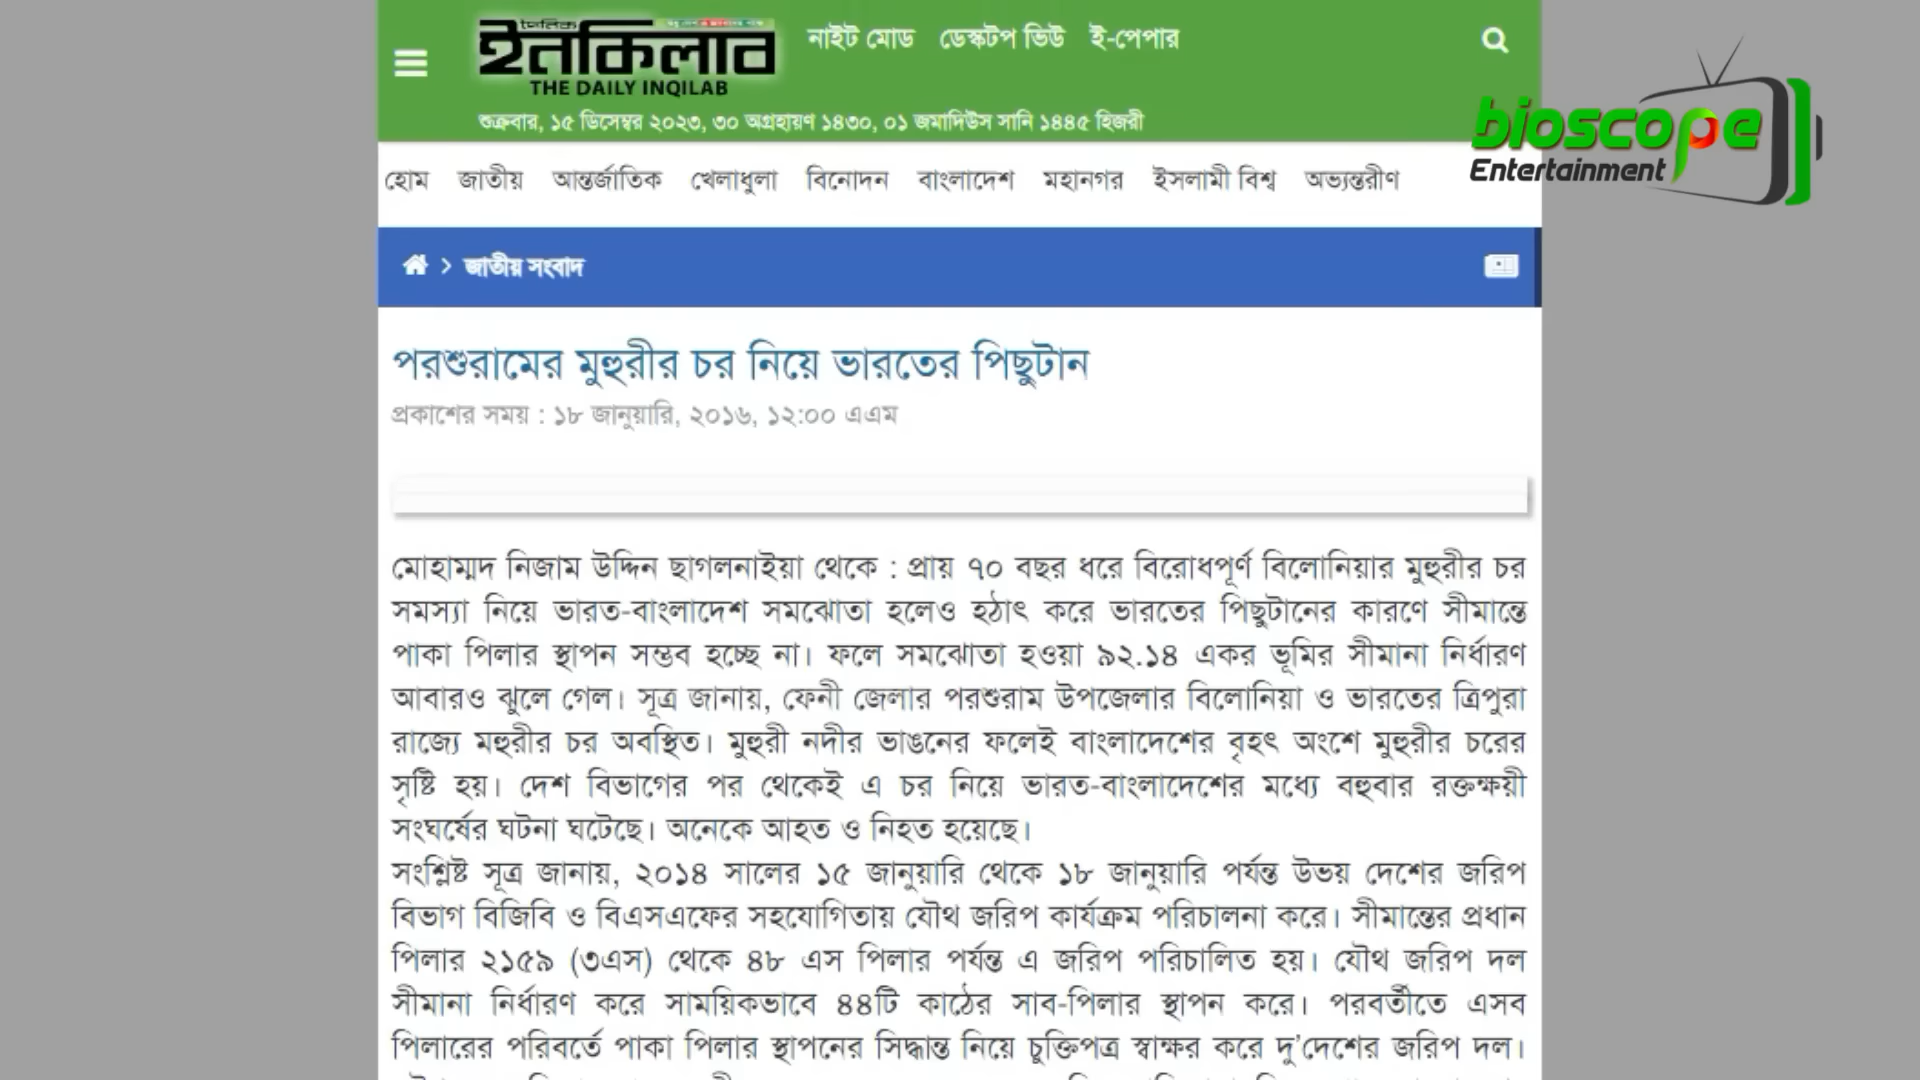 দৈনিক
ইনকিলাব
THE DAILY INQILAB
নাইট মোড ডেস্কটপ ভিউ ই-পেপার
শুক্রবার, ১৫ ডিসেম্বর ২০২৩, ৩০ অগ্রহায়ণ ১৪৩০, ০১ জমাদিউস সানি ১৪৪৫ হিজরী
bioscope
Entertainment
হোম জাতীয় আন্তর্জাতিক খেলাধুলা বিনোদন বাংলাদেশ মহানগর ইসলামী বিশ্ব অভ্যন্তরীণ
> জাতীয় সংবাদ
পরশুরামের মুহুরীর চর নিয়ে ভারতের পিছুটান
প্রকাশের সময় : ১৮ জানুয়ারি, ২০১৬, ১২:০০ এএম
মোহাম্মদ নিজাম উদ্দিন ছাগলনাইয়া থেকে : প্রায় ৭০ বছর ধরে বিরোধপূর্ণ বিলোনিয়ার মুহুরীর চর
সমস্যা নিয়ে ভারত-বাংলাদেশ সমঝোতা হলেও হঠাৎ করে ভারতের পিছুটানের কারণে সীমান্তে
পাকা পিলার স্থাপন সম্ভব হচ্ছে না। ফলে সমঝোতা হওয়া ৯২.১৪ একর ভূমির সীমানা নির্ধারণ
আবারও ঝুলে গেল। সূত্র জানায়, ফেনী জেলার পরশুরাম উপজেলার বিলোনিয়া ও ভারতের ত্রিপুরা
রাজ্যে মহুরীর চর অবস্থিত। মুহুরী নদীর ভাঙনের ফলেই বাংলাদেশের বৃহৎ অংশে মুহুরীর চরের
সৃষ্টি হয়। দেশ বিভাগের পর থেকেই এ চর নিয়ে ভারত-বাংলাদেশের মধ্যে বহুবার রক্তক্ষয়ী
সংঘর্ষের ঘটনা ঘটেছে। অনেকে আহত ও নিহত হয়েছে।
সংশ্লিষ্ট সূত্র জানায়, ২০১৪ সালের ১৫ জানুয়ারি থেকে ১৮ জানুয়ারি পর্যন্ত উভয় দেশের জরিপ
বিভাগ বিজিবি ও বিএসএফের সহযোগিতায় যৌথ জরিপ কার্যক্রম পরিচালনা করে। সীমান্তের প্রধান
পিলার ২১৫৯ (৩এস) থেকে ৪৮ এস পিলার পর্যন্ত এ জরিপ পরিচালিত হয়। যৌথ জরিপ দল
সীমানা নির্ধারণ করে সাময়িকভাবে ৪৪টি কাঠের সাব-পিলার স্থাপন করে। পরবর্তীতে এসব
পিলারের পরিবর্তে পাকা পিলার স্থাপনের সিদ্ধান্ত নিয়ে চুক্তিপত্র স্বাক্ষর করে দু’দেশের জরিপ দল।